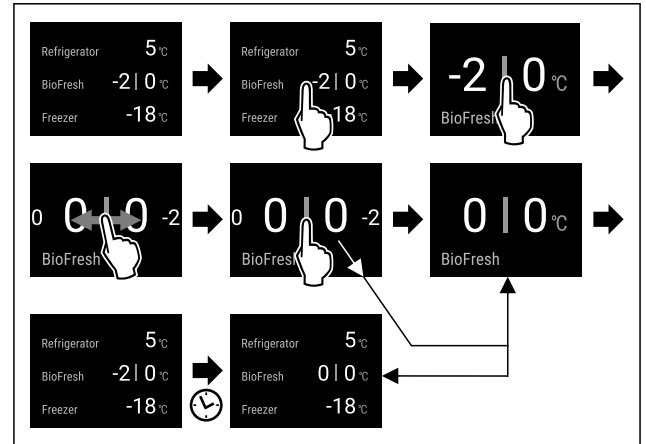 Refrigerator 5 °C
BioFresh -2 | 0 °C
Freezer -18 °C
Refrigerator 5 °C
BioFresh -2 | 0 °C
Freezer -18 °C
-2 | 0 °C
BioFresh
0 0 | 0 -2
BioFresh
0 0 | 0 -2
BioFresh
0 | 0 °C
BioFresh
Refrigerator 5 °C
BioFresh -2 | 0 °C
Freezer -18 °C
Refrigerator 5 °C
BioFresh 0 | 0 °C
Freezer -18 °C